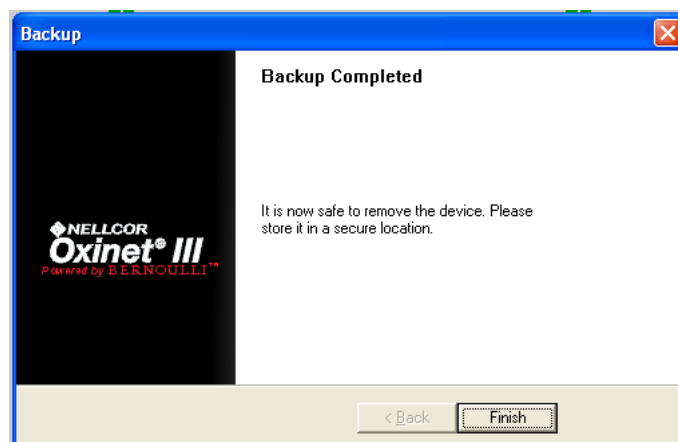 Backup
Backup Completed
It is now safe to remove the device. Please
store it in a secure location.
NELLCOR
Oxinet® III
Powered by BERNOULLI™
< Back
Finish